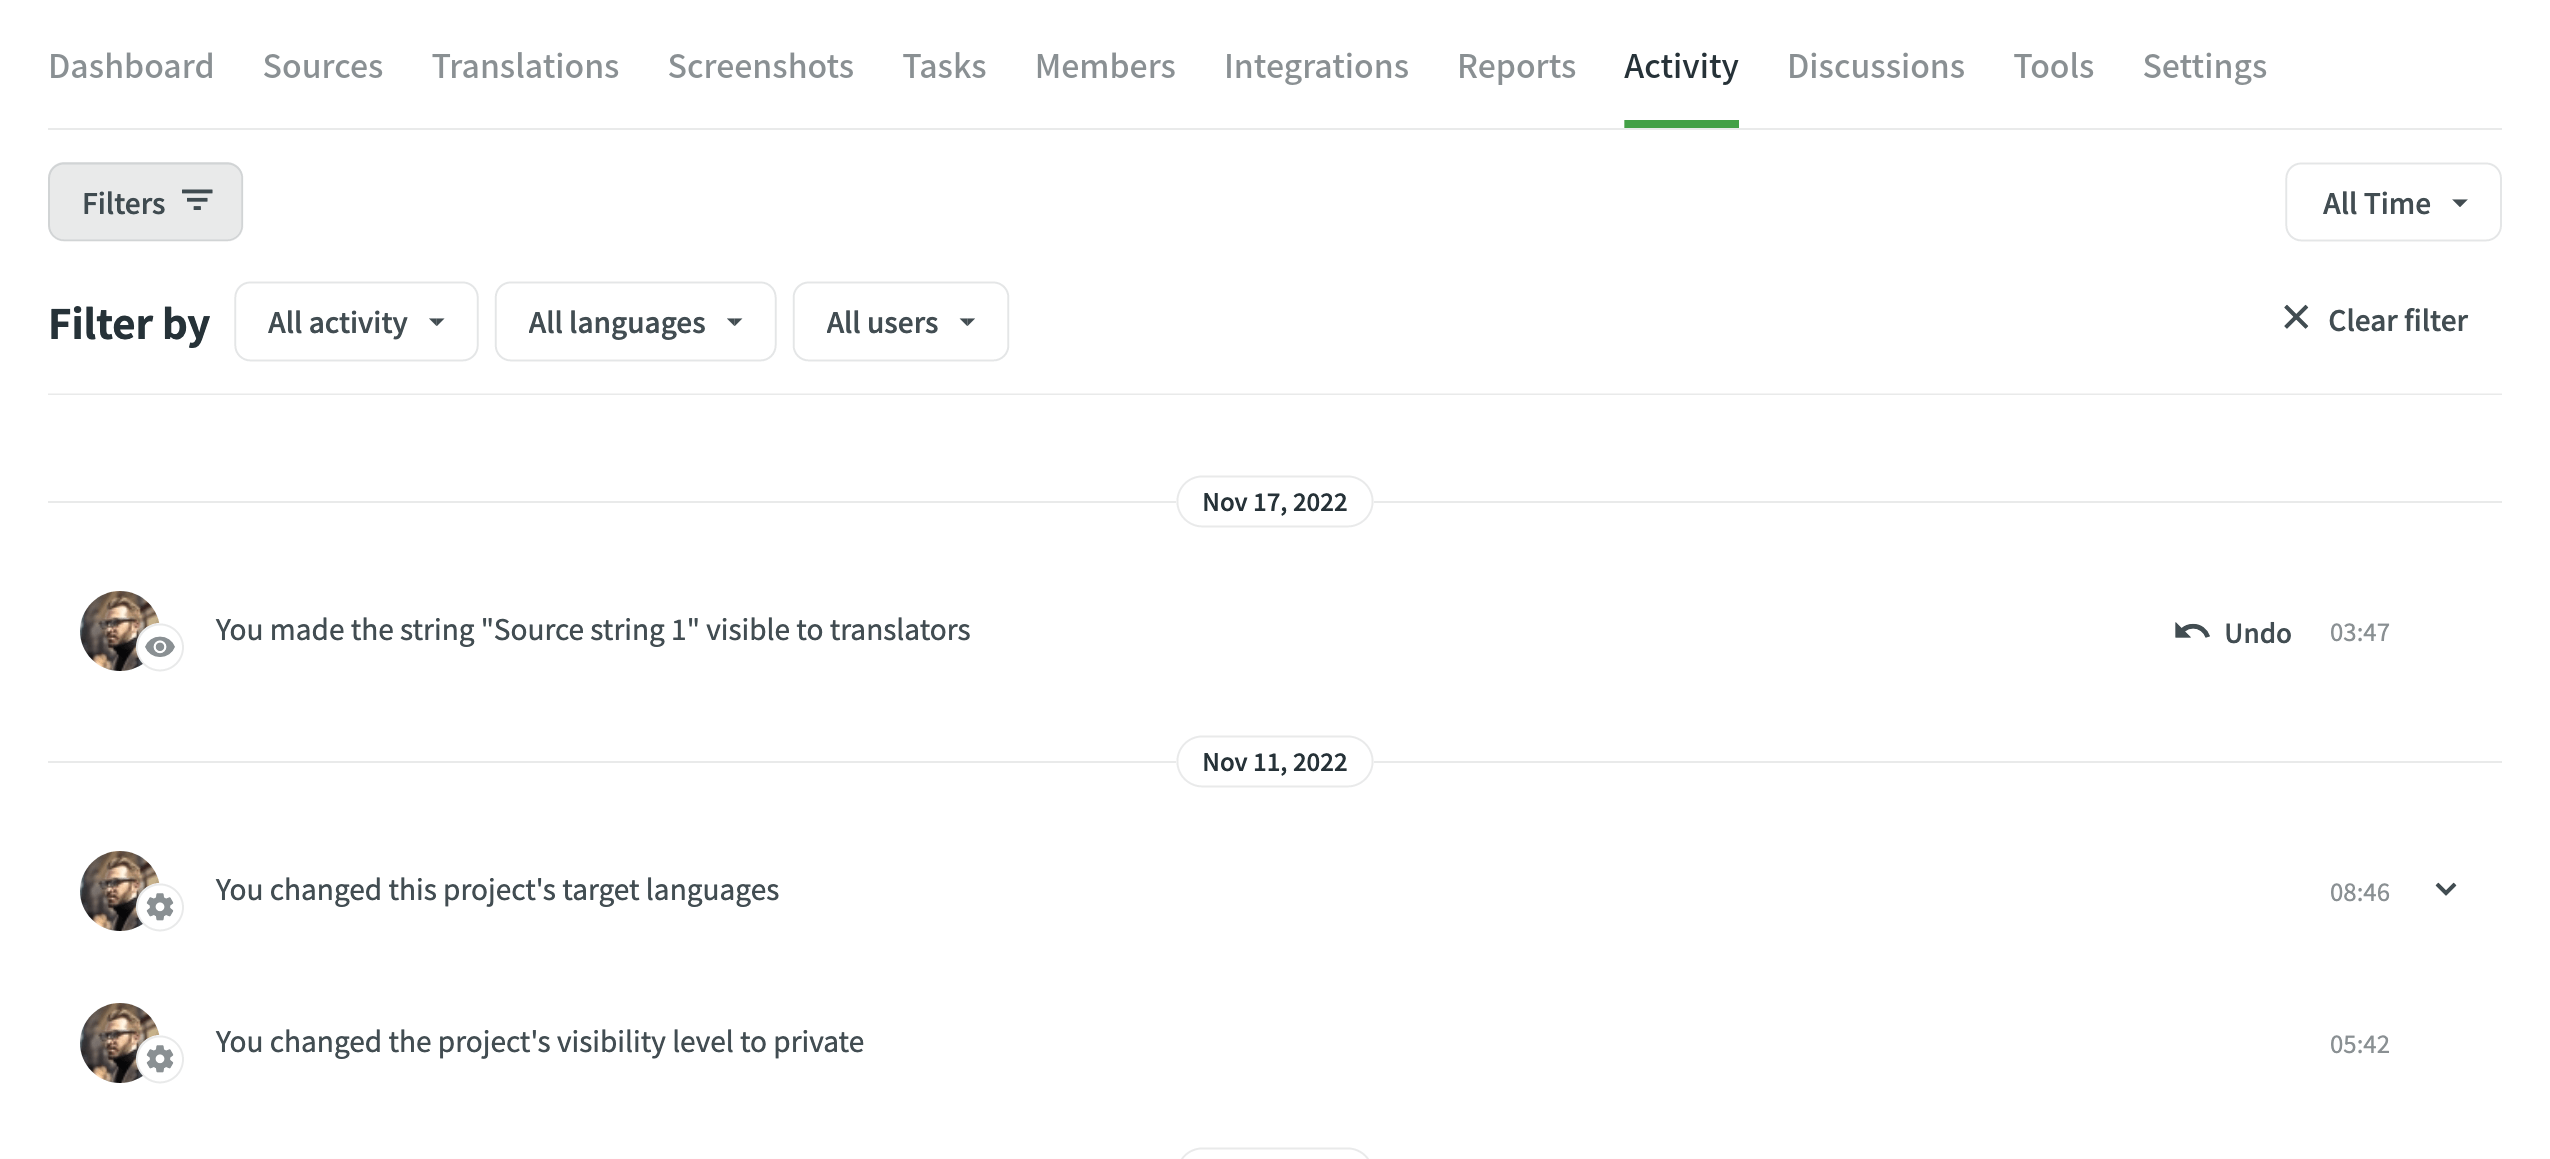 Dashboard Sources Translations Screenshots Tasks Members Integrations Reports Activity Discussions Tools Settings
Filters All Time
Filter by All activity All languages All users Clear filter
Nov 17, 2022
You made the string "Source string 1" visible to translators Undo 03:47
Nov 11, 2022
You changed this project's target languages 08:46
You changed the project's visibility level to private 05:42